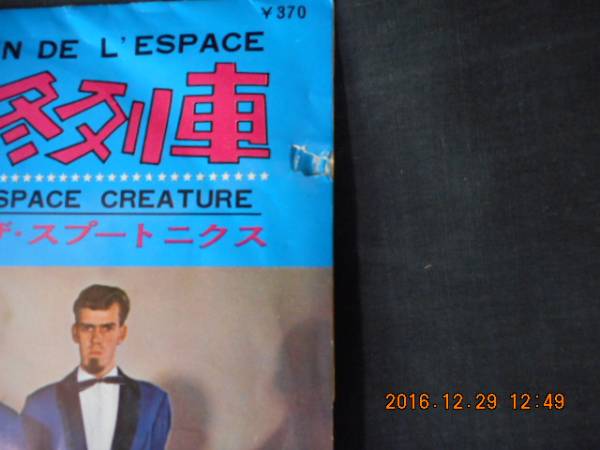 ¥370
N DE L'ESPACE
列車
SPACE CREATURE
ザ・スプートニクス
2016.12.29 12:49